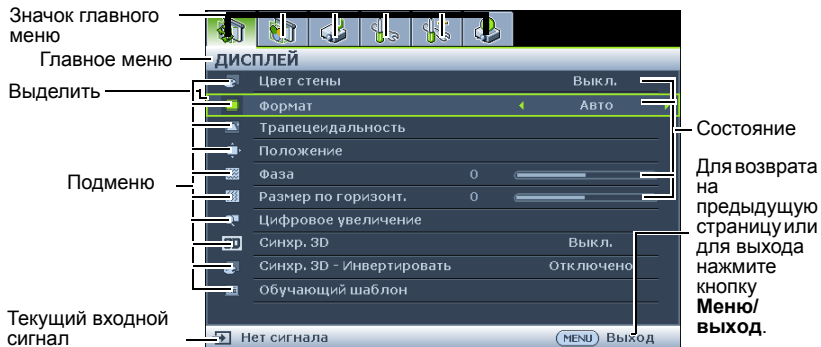 Значок главного
меню
Главное меню
ДИСПЛЕЙ
Цвет стены Выкл.
Выделить
Формат Авто
Трапецеидальность
Состояние
Положение
Подменю
Фаза 0
Размер по горизонт. 0
Цифровое увеличение
Синхр. 3D Выкл.
Синхр. 3D - Инвертировать Отключено
Обучающий шаблон
Для возврата
на
предыдущую
страницу или
для выхода
нажмите
кнопку
Меню/
выход.
Текущий входной
сигнал
Нет сигнала MENU Выход